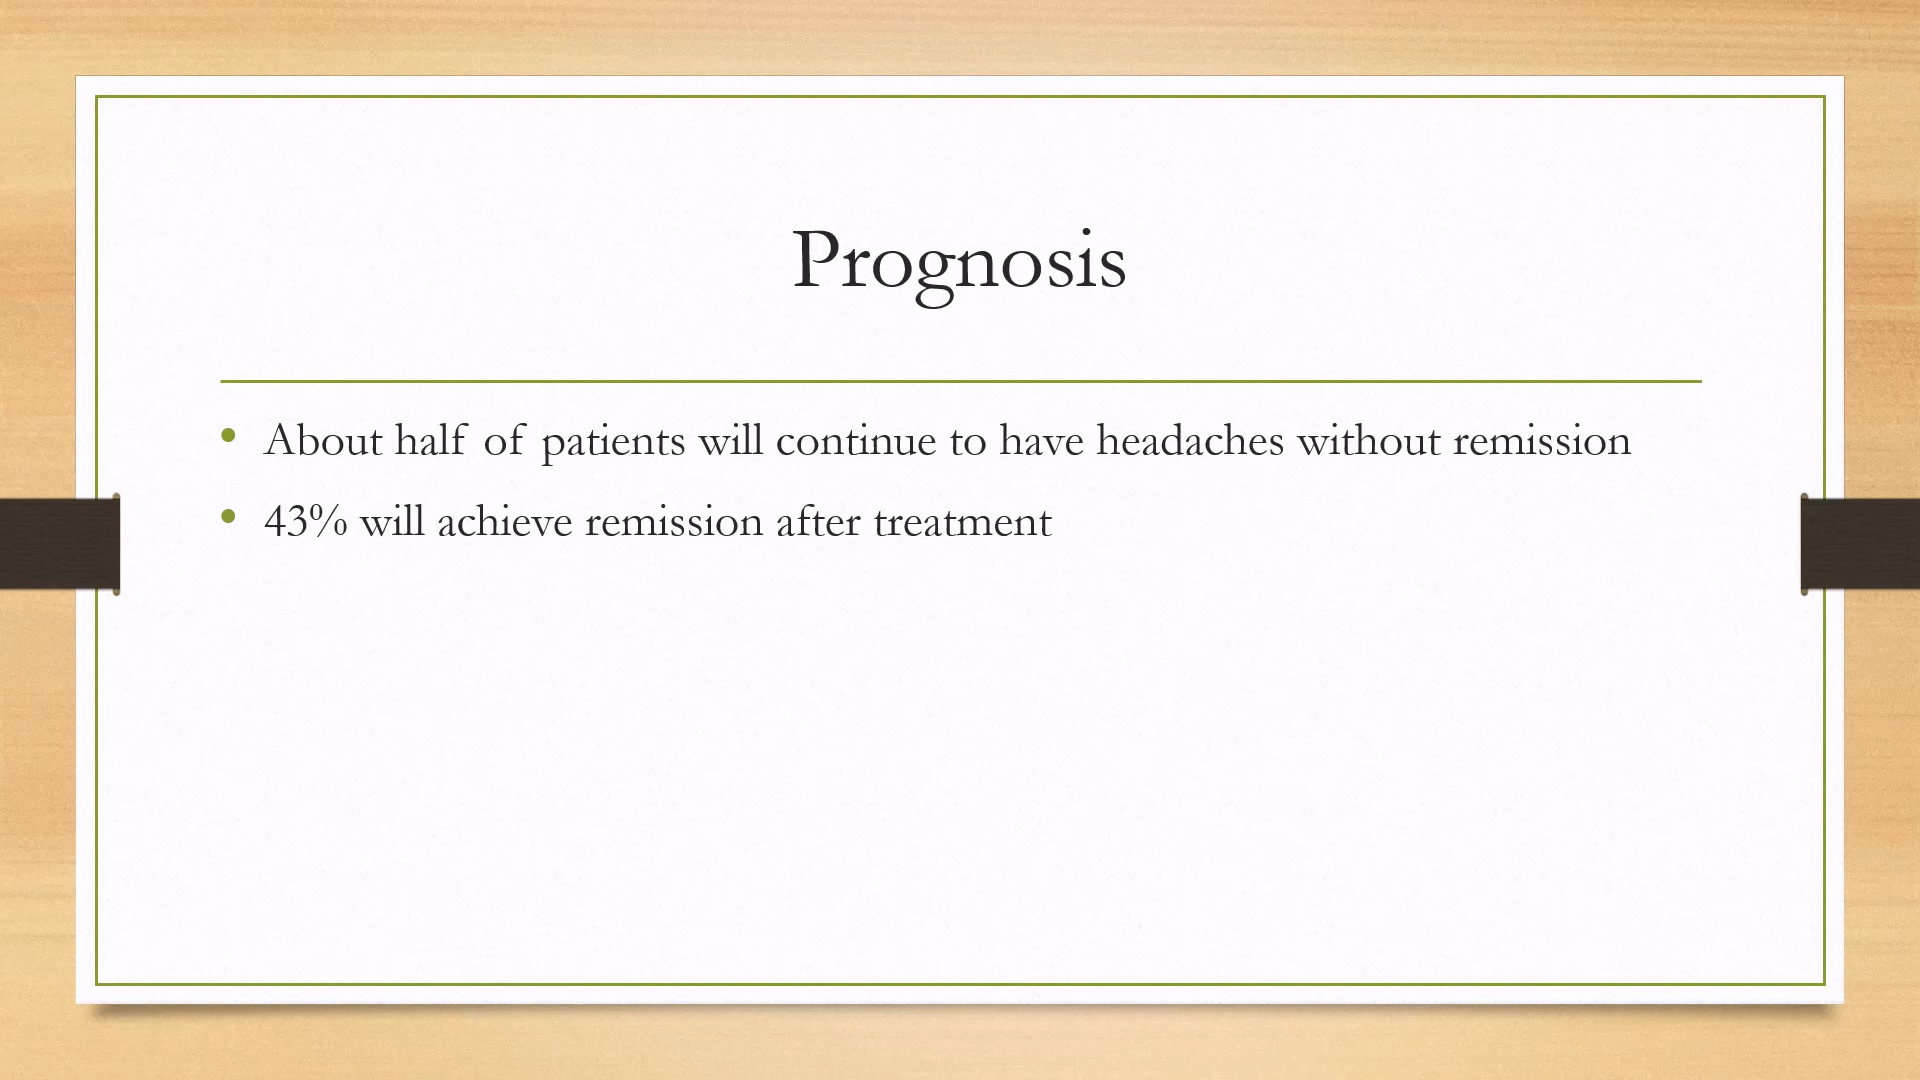 Prognosis
• About half of patients will continue to have headaches without remission
• 43% will achieve remission after treatment